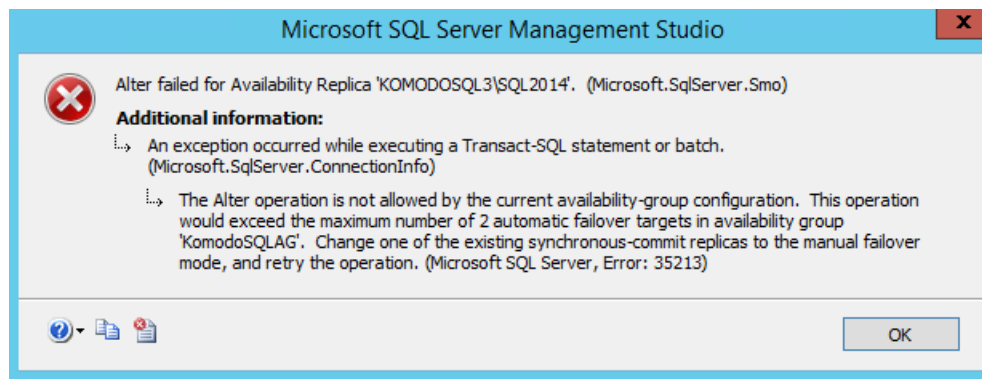 Microsoft SQL Server Management Studio
x
Alter failed for Availability Replica 'KOMODOSQL3\SQL2014'. (Microsoft.SqlServer.Smo)
Additional information:
An exception occurred while executing a Transact-SQL statement or batch.
(Microsoft.SqlServer.ConnectionInfo)
The Alter operation is not allowed by the current availability-group configuration. This operation
would exceed the maximum number of 2 automatic failover targets in availability group
'KomodoSQLAG'. Change one of the existing synchronous-commit replicas to the manual failover
mode, and retry the operation. (Microsoft SQL Server, Error: 35213)
OK